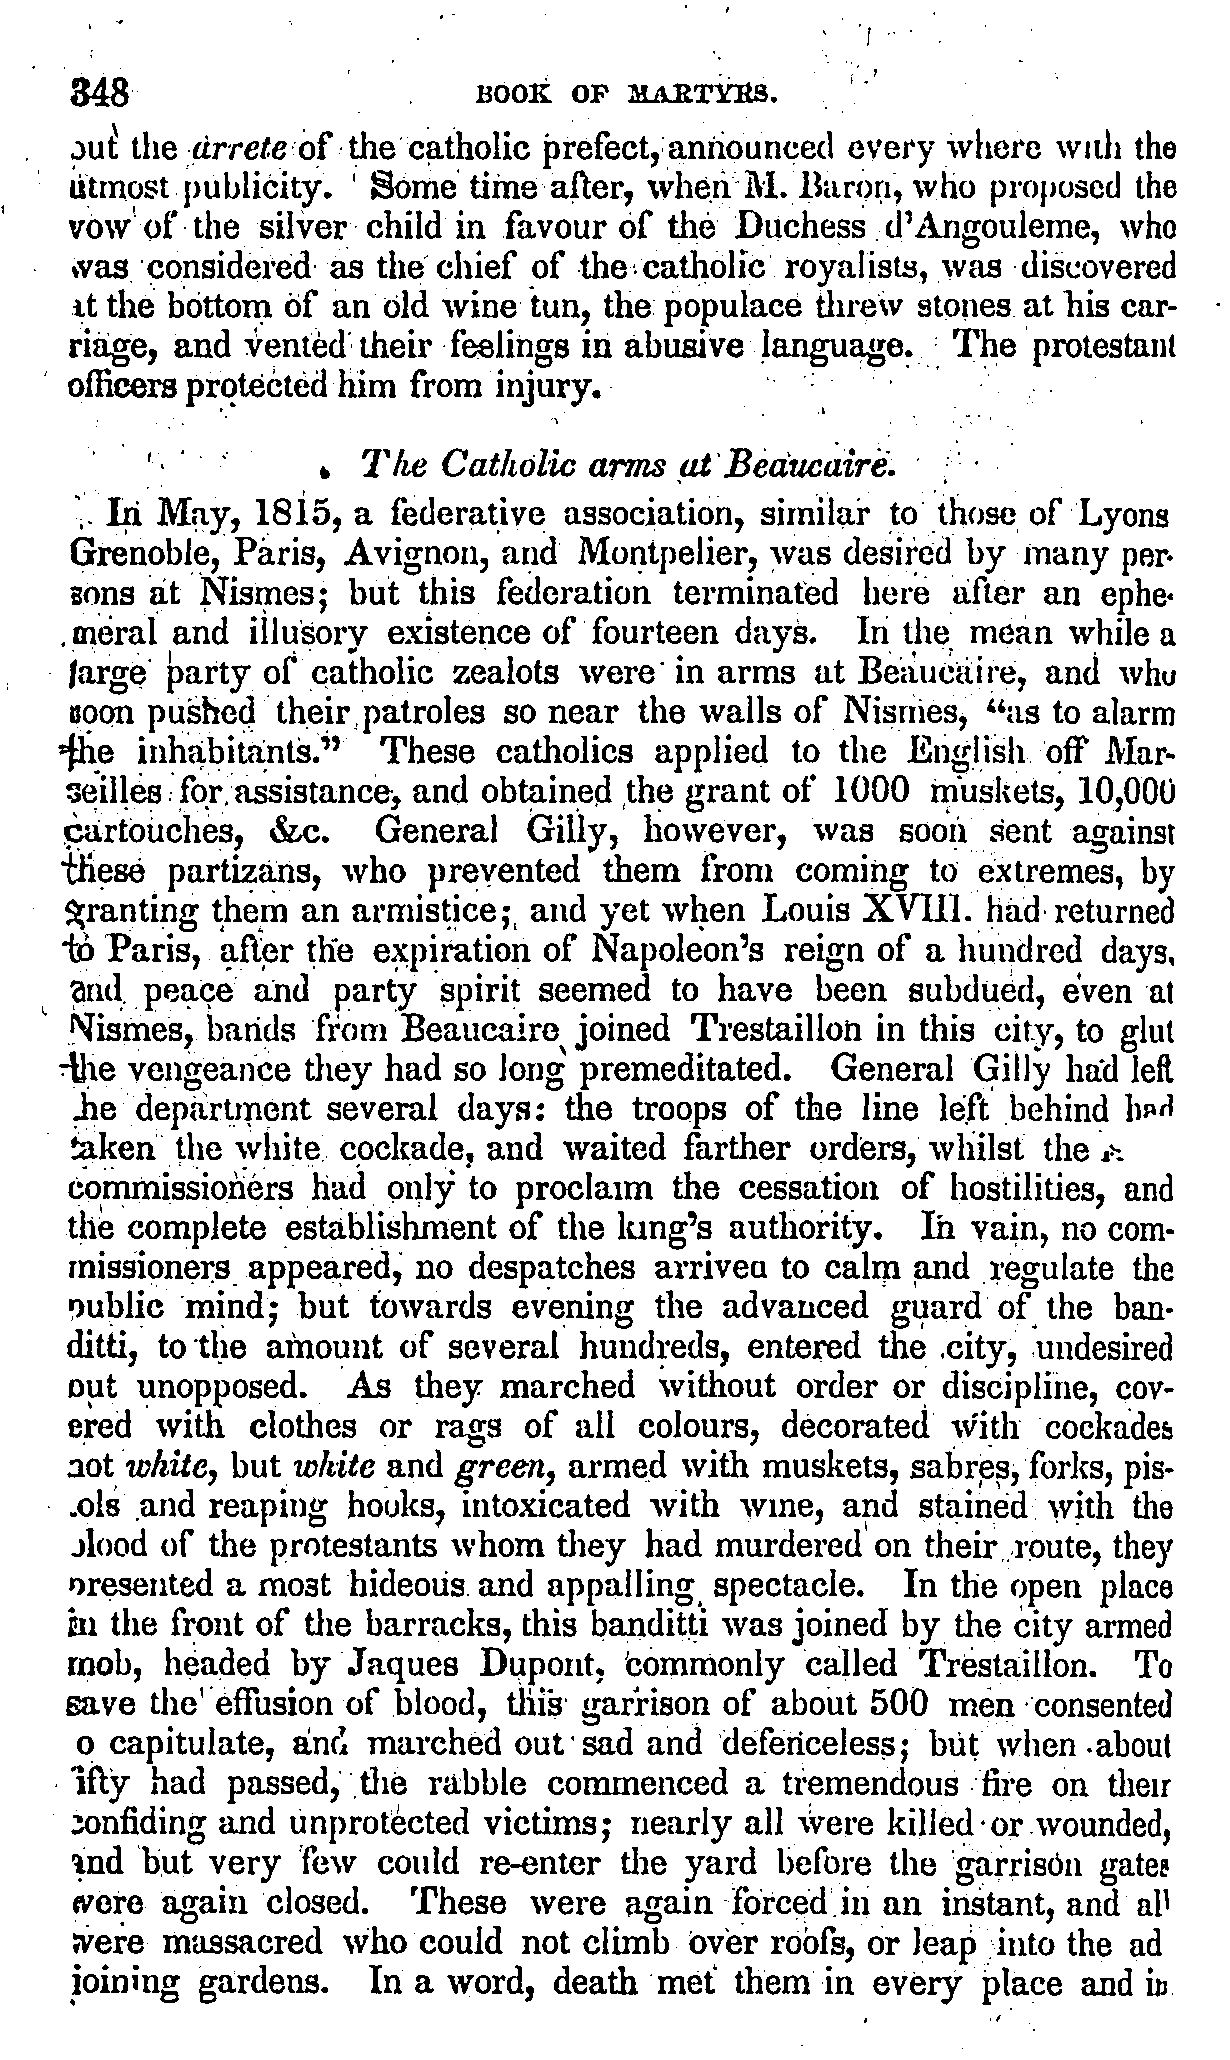 348 BOOK OF MARTYRS.
out the arrete of the catholic prefect, announced every where with the
utmost publicity. Some time after, when M. Baron, who proposed the
vow of the silver child in favour of the Duchess d'Angouleme, who
was considered as the chief of the catholic royalists, was discovered
at the bottom of an old wine tun, the populace threw stones at his car-
riage, and vented their feelings in abusive language. The protestant
officers protected him from injury.
The Catholic arms at Beaucaire.
In May, 1815, a federative association, similar to those of Lyons
Grenoble, Paris, Avignon, and Montpelier, was desired by many per-
sons at Nismes; but this federation terminated here after an ephe-
meral and illusory existence of fourteen days. In the mean while a
large party of catholic zealots were in arms at Beaucaire, and who
soon pushed their patroles so near the walls of Nismes, "as to alarm
the inhabitants." These catholics applied to the English off Mar-
seilles for assistance, and obtained the grant of 1000 muskets, 10,000
cartouches, &c. General Gilly, however, was soon sent against
these partizans, who prevented them from coming to extremes, by
granting them an armistice; and yet when Louis XVIII. had returned
to Paris, after the expiration of Napoleon's reign of a hundred days,
and peace and party spirit seemed to have been subdued, even at
Nismes, bands from Beaucaire joined Trestaillon in this city, to glut
the vengeance they had so long premeditated. General Gilly had left
the department several days: the troops of the line left behind had
taken the white cockade, and waited farther orders, whilst the
commissioners had only to proclaim the cessation of hostilities, and
the complete establishment of the king's authority. In vain, no com-
missioners appeared, no despatches arrived to calm and regulate the
public mind; but towards evening the advanced guard of the ban-
ditti, to the amount of several hundreds, entered the city, undesired
but unopposed. As they marched without order or discipline, cov-
ered with clothes or rags of all colours, decorated with cockades
not white, but white and green, armed with muskets, sabres, forks, pis-
tols and reaping hooks, intoxicated with wine, and stained with the
blood of the protestants whom they had murdered on their route, they
presented a most hideous and appalling spectacle. In the open place
in the front of the barracks, this banditti was joined by the city armed
mob, headed by Jaques Dupont, commonly called Trestaillon. To
save the effusion of blood, this garrison of about 500 men consented
to capitulate, and marched out sad and defenceless; but when about
fifty had passed, the rabble commenced a tremendous fire on their
confiding and unprotected victims; nearly all were killed or wounded,
and but very few could re-enter the yard before the garrison gates
were again closed. These were again forced in an instant, and all
were massacred who could not climb over roofs, or leap into the ad
joining gardens. In a word, death met them in every place and in